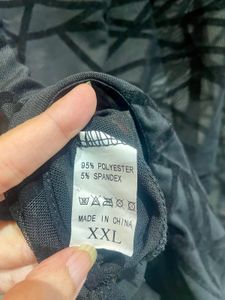 95% POLYESTER
5% SPANDEX
MADE IN CHINA
XXL